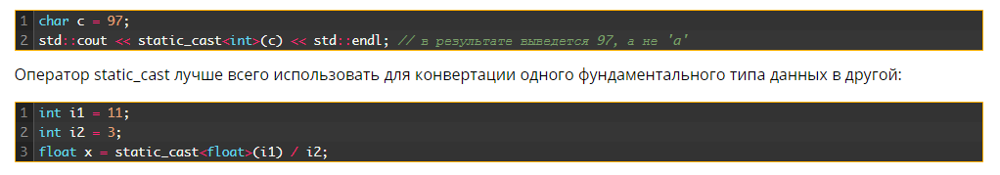 1 char c = 97;
2 std::cout << static_cast<int>(c) << std::endl; // в результате выведется 97, а не 'a'
Оператор static_cast лучше всего использовать для конвертации одного фундаментального типа данных в другой:
1 int i1 = 11;
2 int i2 = 3;
3 float x = static_cast<float>(i1) / i2;